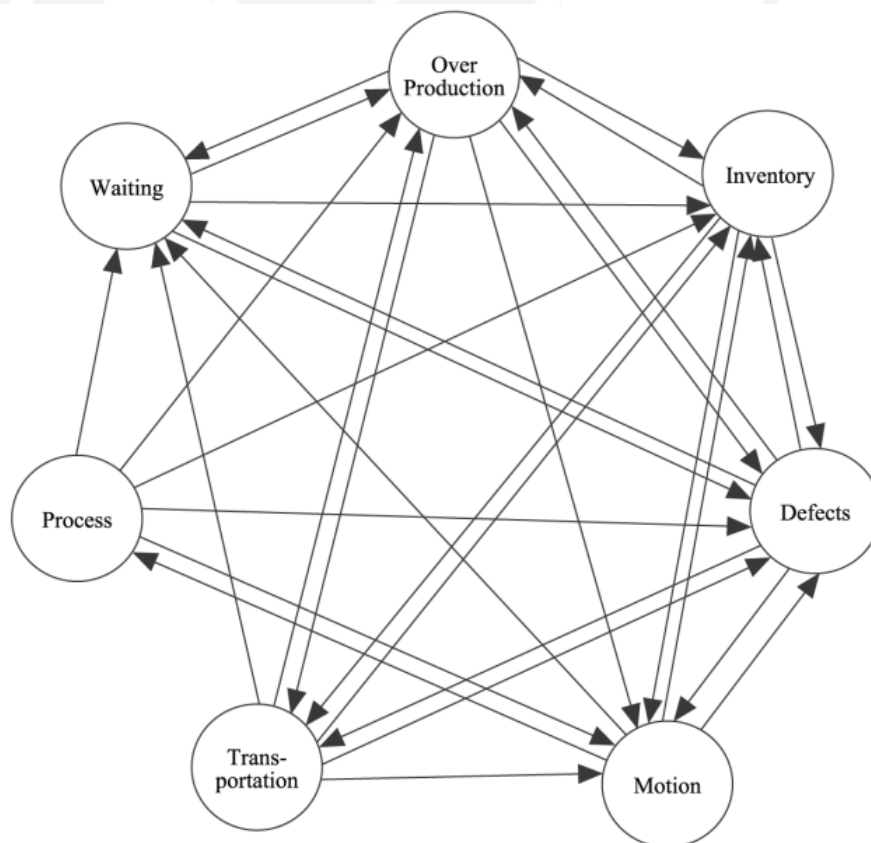 Over
Production
Inventory
Waiting
Defects
Process
Trans-
portation
Motion